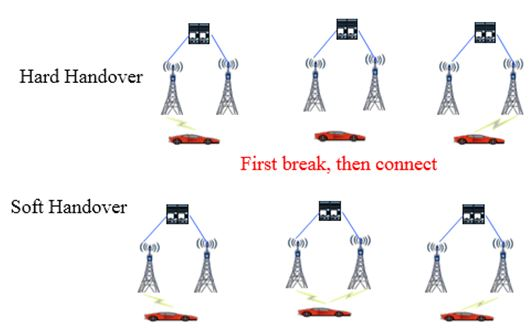 Hard Handover
First break, then connect
Soft Handover